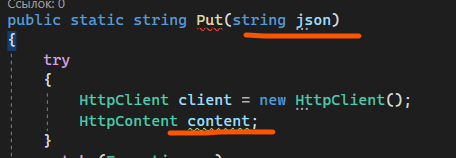 Ссылок: 0
public static string Put(string json)
{
try
{
HttpClient client = new HttpClient();
HttpContent content;
}